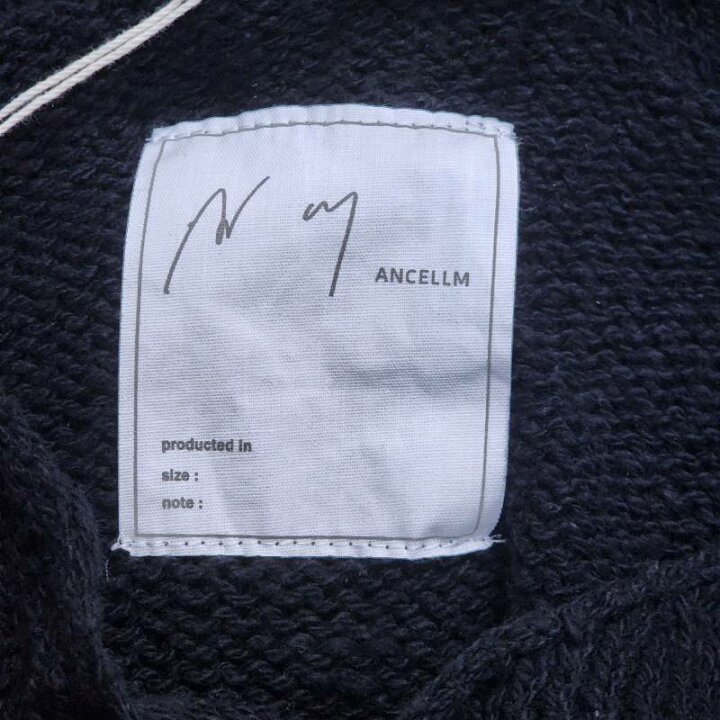 ANCELLM
producted in
size :
note :